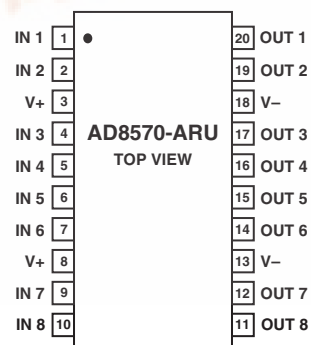 IN 1 1 20 OUT 1
IN 2 2 19 OUT 2
V+ 3 18 V–
IN 3 4 AD8570-ARU 17 OUT 3
IN 4 5 TOP VIEW 16 OUT 4
IN 5 6 15 OUT 5
IN 6 7 14 OUT 6
V+ 8 13 V–
IN 7 9 12 OUT 7
IN 8 10 11 OUT 8